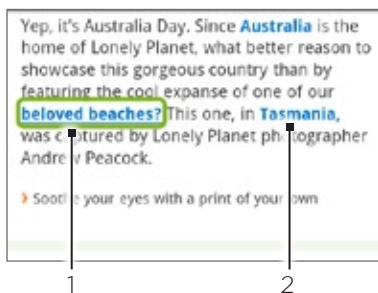 Yep, it's Australia Day. Since Australia is the
home of Lonely Planet, what better reason to
showcase this gorgeous country than by
featuring the cool expanse of one of our
beloved beaches? This one, in Tasmania,
was captured by Lonely Planet photographer
Andrew Peacock.
› Soothe your eyes with a print of your own
1 2